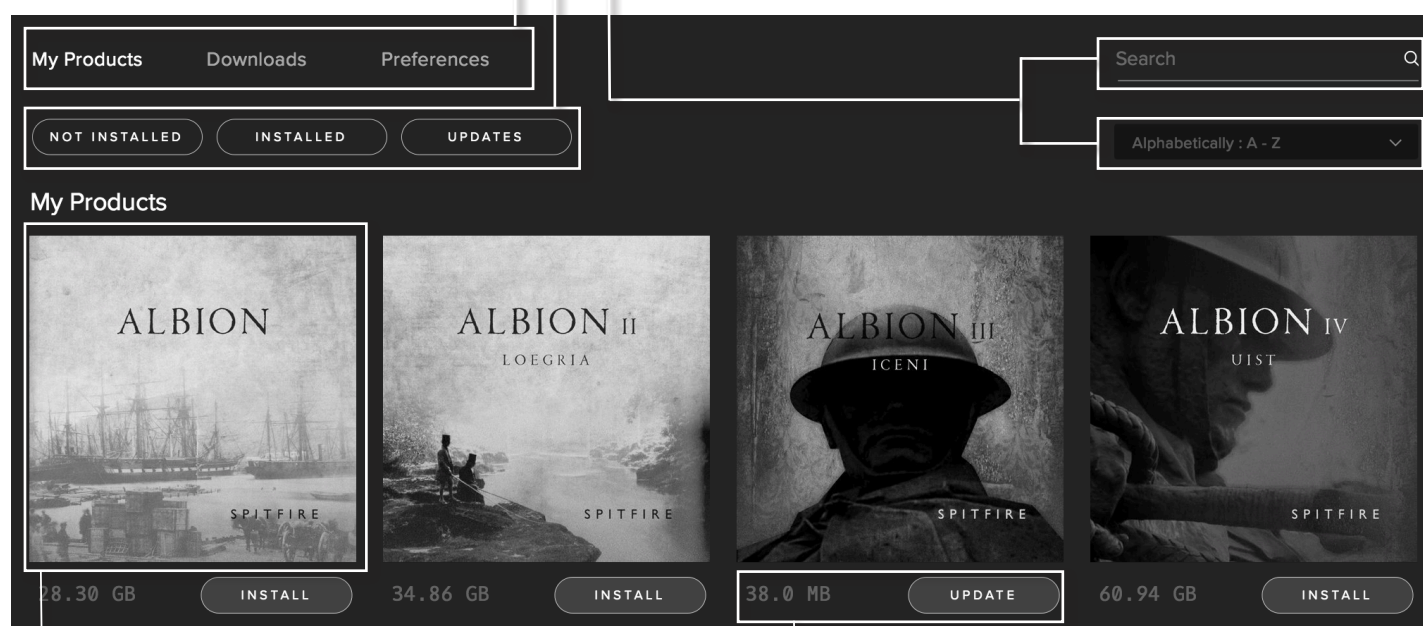 My Products Downloads Preferences
Search
NOT INSTALLED INSTALLED UPDATES
Alphabetically : A - Z
My Products
ALBION
SPITFIRE
ALBION II
LOEGRIA
SPITFIRE
ALBION III
ICENI
SPITFIRE
ALBION IV
UIST
SPITFIRE
28.30 GB INSTALL
34.86 GB INSTALL
38.0 MB UPDATE
60.94 GB INSTALL